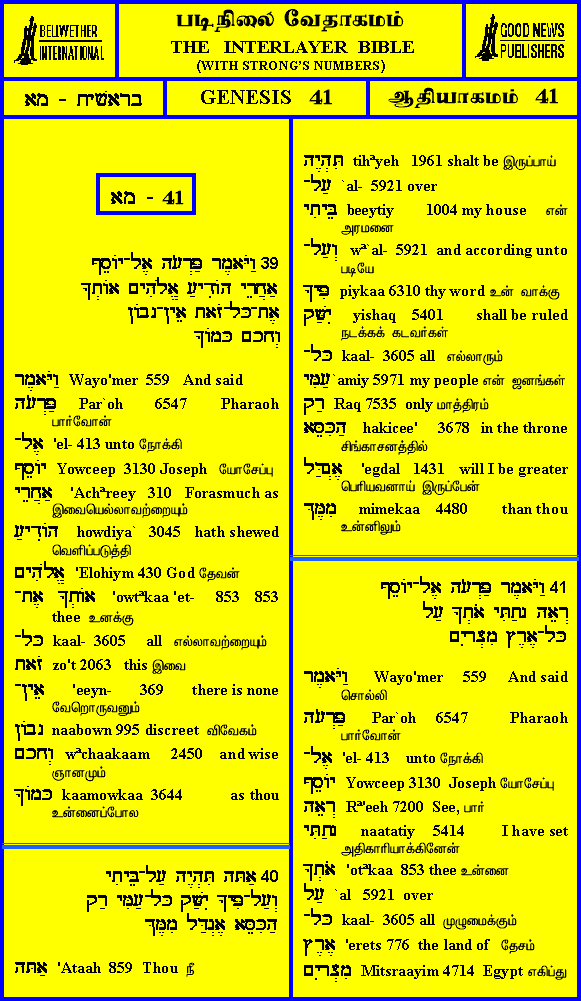 BELLWETHER
INTERNATIONAL
படிநிலை வேதாகமம்
THE INTERLAYER BIBLE
(WITH STRONG'S NUMBERS)
GOOD NEWS
PUBLISHERS
בראשׁית - מא
GENESIS 41
ஆதியாகமம் 41
מא - 41
39 וַיֹּאמֶר פַּרְעֹה אֶל־יוֹסֵף
אַחֲרֵי הוֹדִיעַ אֱלֹהִים אוֹתְךָ
אֶת־כָּל־זֹאת אֵין־נָבוֹן
וְחָכָם כָּמוֹךָ
וַיֹּאמֶר Wayo'mer 559 And said
פַּרְעֹה Par`oh 6547 Pharaoh
பார்வோன்
אֶל־ 'el- 413 unto நோக்கி
יוֹסֵף Yowceep 3130 Joseph யோசேப்பு
אַחֲרֵי 'Achªreey 310 Forasmuch as
இவையெல்லாவற்றையும்
הוֹדִיעַ howdiya` 3045 hath shewed
வெளிப்படுத்தி
אֱלֹהִים 'Elohiym 430 God தேவன்
אוֹתְךָ אֶת־ 'owtªkaa 'et- 853 853
thee உனக்கு
כָּל־ kaal- 3605 all எல்லாவற்றையும்
זֹאת zo't 2063 this இவை
אֵין־ 'eeyn- 369 there is none
வேறொருவனும்
נָבוֹן naabown 995 discreet விவேகம்
וְחָכָם wªchaakaam 2450 and wise
ஞானமும்
כָּמוֹךָ kaamowkaa 3644 as thou
உன்னைப்போல
40 אַתָּה תִּהְיֶה עַל־בֵּיתִי
וְעַל־פִּיךָ יִשַּׁק כָּל־עַמִּי רַק
הַכִּסֵּא אֶגְדַּל מִמֶּךָּ
אַתָּה 'Ataah 859 Thou நீ
תִּהְיֶה tihªyeh 1961 shalt be இருப்பாய்
עַל־ `al- 5921 over
בֵּיתִי beeytiy 1004 my house என்
அரமனை
וְעַל־ wª`al- 5921 and according unto
படியே
פִּיךָ piykaa 6310 thy word உன் வாக்கு
יִשַּׁק yishaq 5401 shall be ruled
நடக்கக் கடவர்கள்
כָּל־ kaal- 3605 all எல்லாரும்
עַמִּי `amiy 5971 my people என் ஜனங்கள்
רַק Raq 7535 only மாத்திரம்
הַכִּסֵּא hakicee' 3678 in the throne
சிங்காசனத்தில்
אֶגְדַּל 'egdal 1431 will I be greater
பெரியவனாய் இருப்பேன்
מִמֶּךָּ mimekaa 4480 than thou
உன்னிலும்
41 וַיֹּאמֶר פַּרְעֹה אֶל־יוֹסֵף
רְאֵה נָתַתִּי אֹתְךָ עַל
כָּל־אֶרֶץ מִצְרָיִם
וַיֹּאמֶר Wayo'mer 559 And said
சொல்லி
פַּרְעֹה Par`oh 6547 Pharaoh
பார்வோன்
אֶל־ 'el- 413 unto நோக்கி
יוֹסֵף Yowceep 3130 Joseph யோசேப்பு
רְאֵה Rª'eeh 7200 See, பார்
נָתַתִּי naatatiy 5414 I have set
அதிகாரியாக்கினேன்
אֹתְךָ 'otªkaa 853 thee உன்னை
עַל `al 5921 over
כָּל־ kaal- 3605 all முழுமைக்கும்
אֶרֶץ 'erets 776 the land of தேசம்
מִצְרָיִם Mitsraayim 4714 Egypt எகிப்து